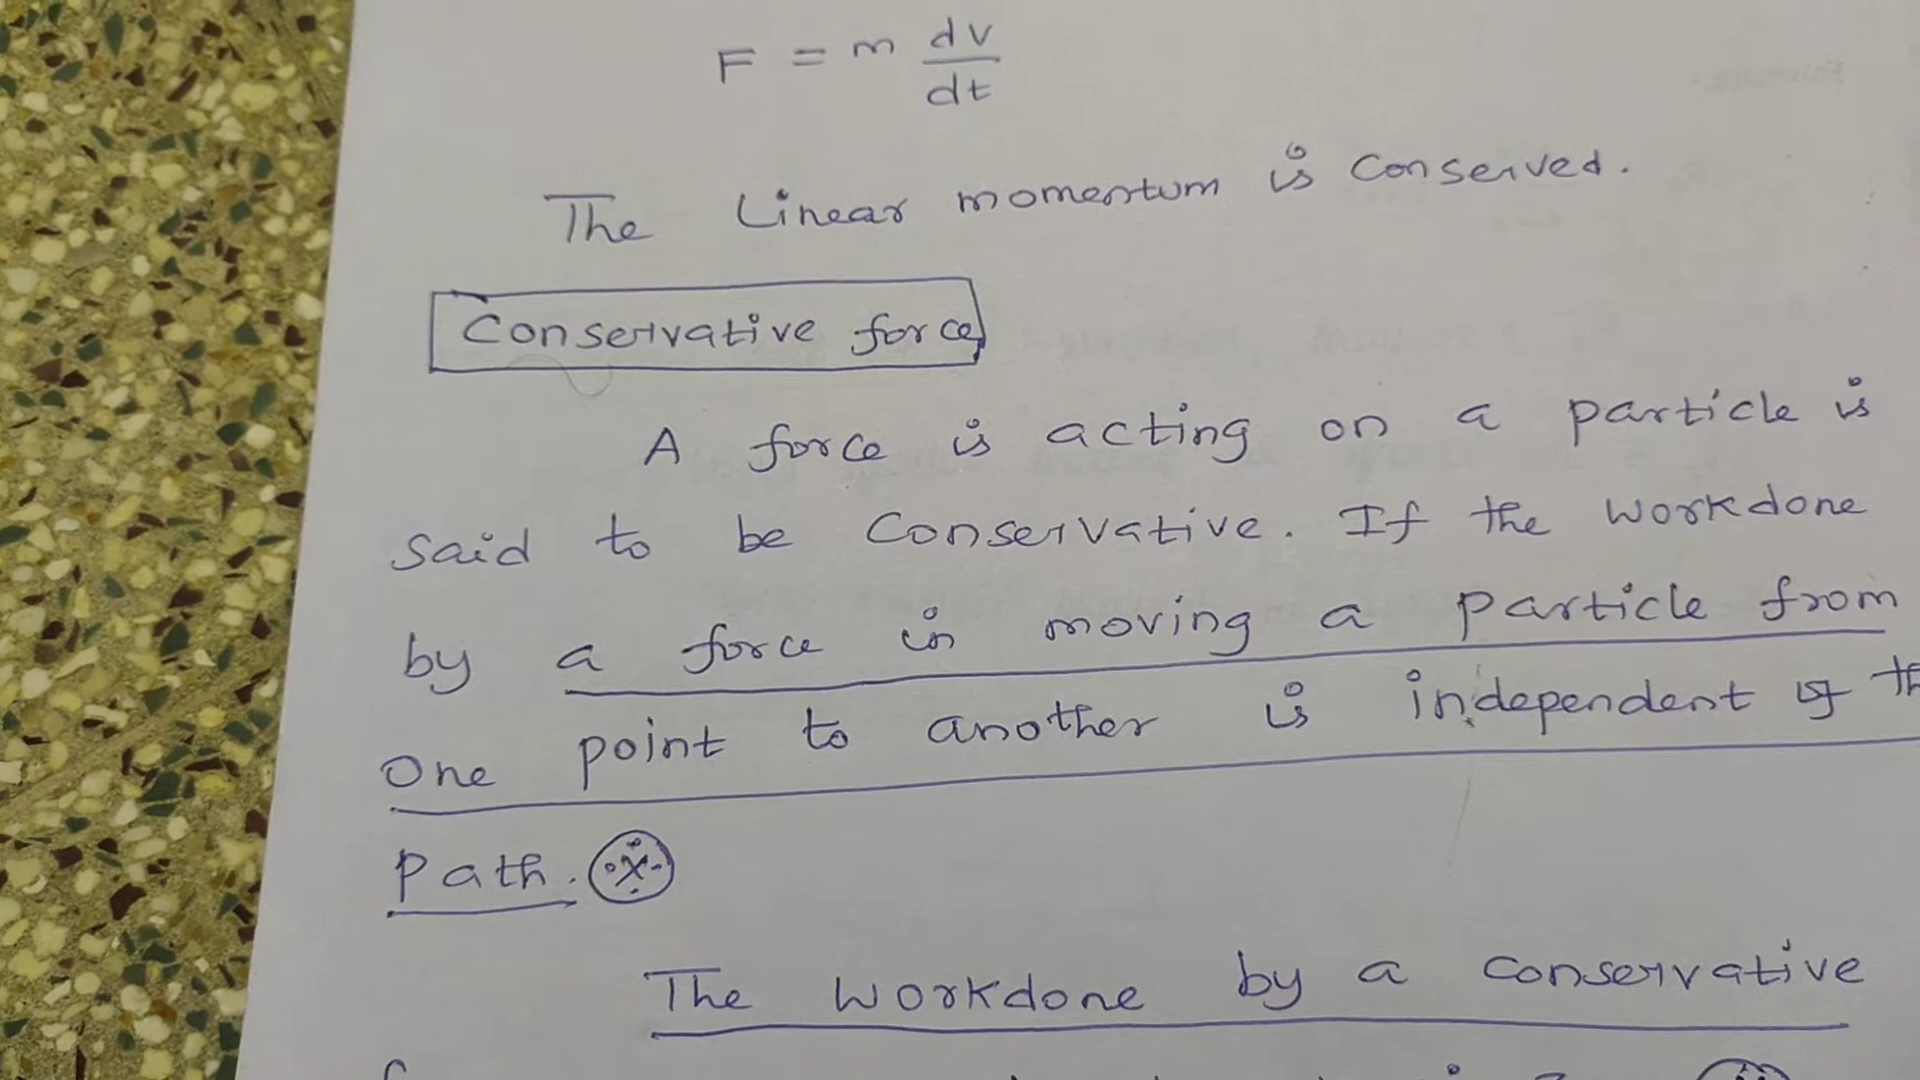 F = m dv/dt
The Linear momentum is conserved.
Conservative force
A force is acting on a particle is
said to be conservative. If the workdone
by a force in moving a particle from
one point to another is independent of
path.
The workdone by a conservative